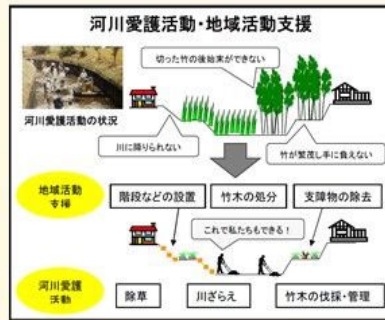 河川愛護活動・地域活動支援
切った竹の後始末ができない
河川愛護活動の状況
川に降りられない
竹が繁茂し手に負えない
地域活動
支援
階段などの設置
竹木の処分
支障物の除去
これで私たちもできる！
河川愛護
活動
除草
川ざらえ
竹木の伐採・管理